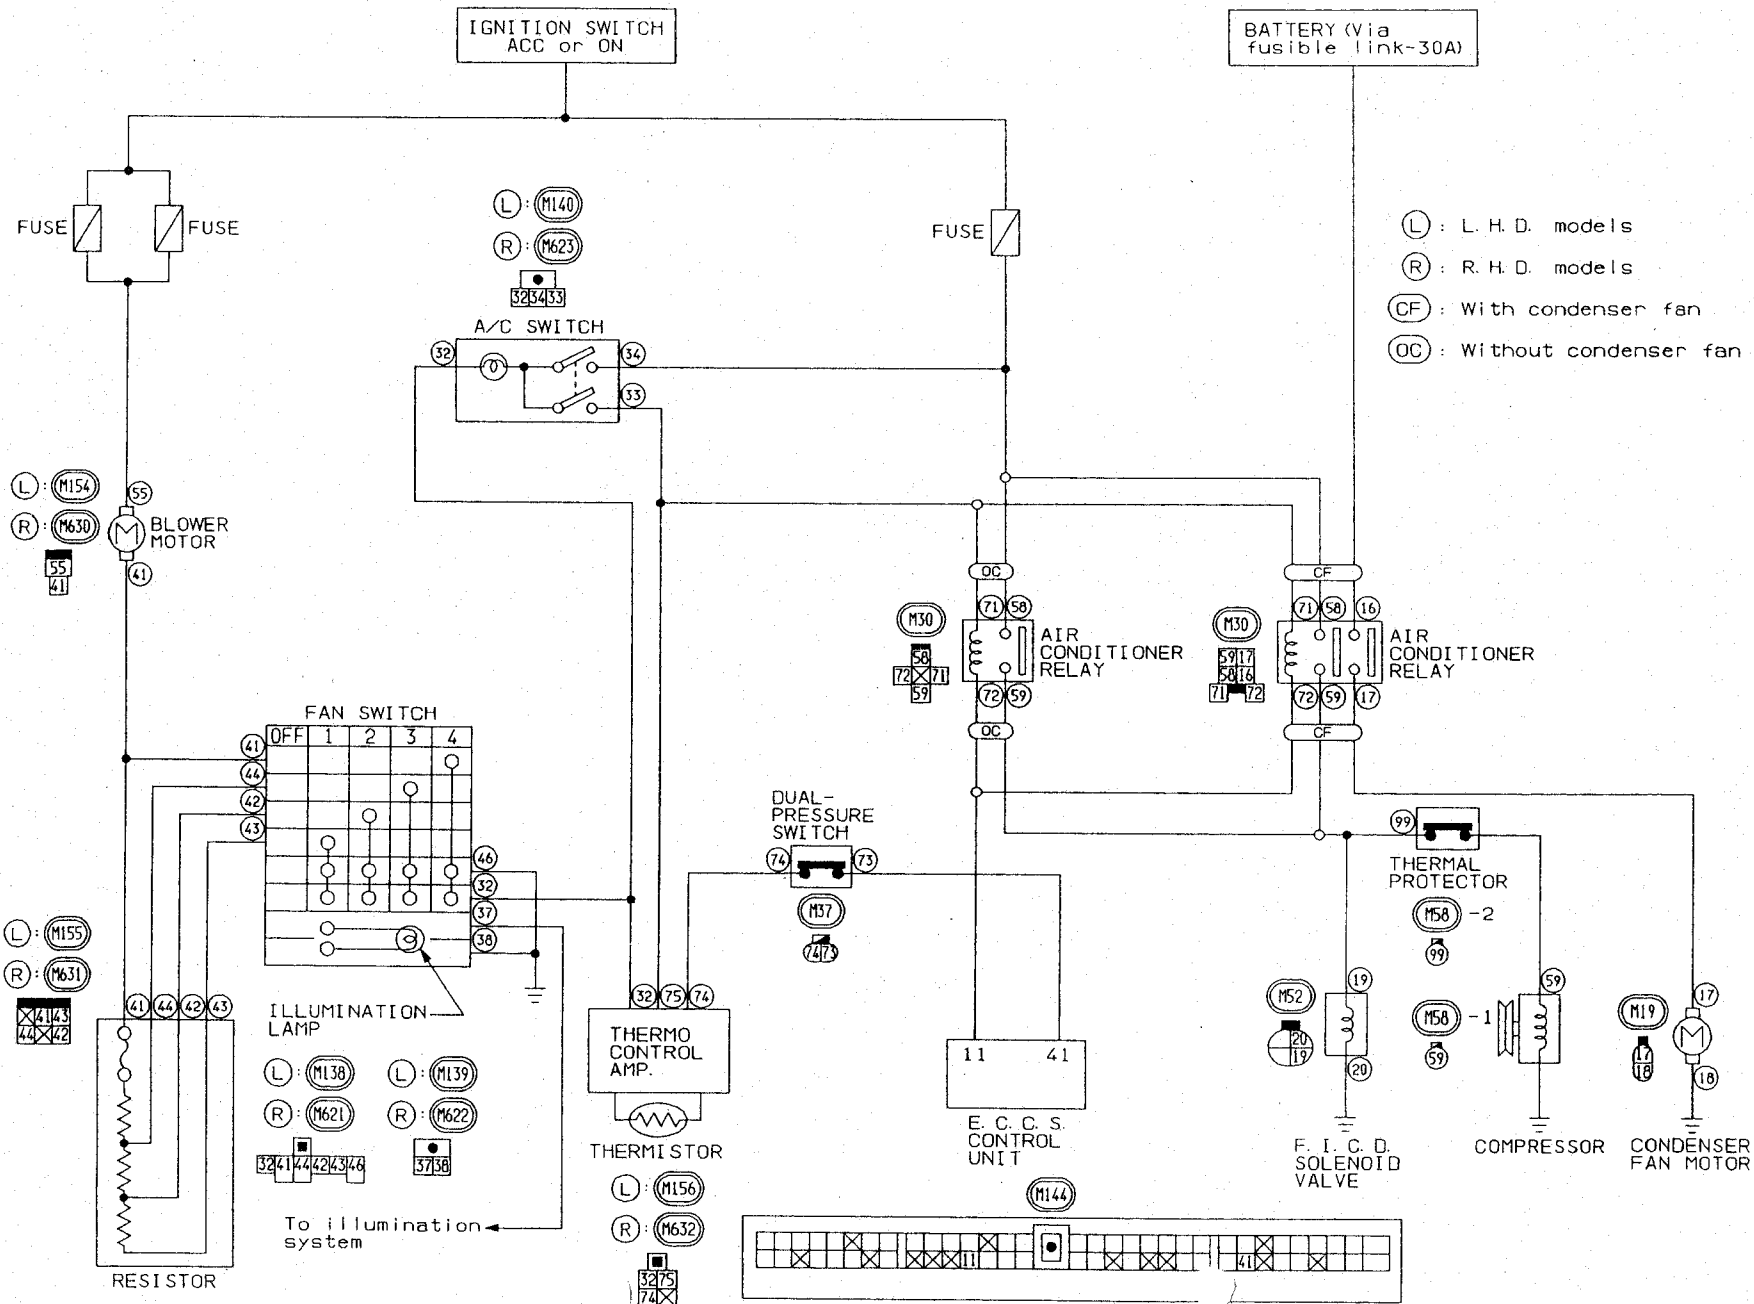 IGNITION SWITCH
ACC or ON
BATTERY (Via
fusible link-30A)
FUSE
FUSE
FUSE
L : M140
R : M623
32 34 33
A/C SWITCH
32
34
33
L : L. H. D. models
R : R. H. D. models
CF : With condenser fan
OC : Without condenser fan
L : M154
R : M630
55
41
55
M
BLOWER
MOTOR
41
OC
CF
M30
58
72 71
59
71 58
AIR
CONDITIONER
RELAY
72 59
OC
M30
59 17
58 16
71 72
71 58 16
AIR
CONDITIONER
RELAY
72 59 17
CF
FAN SWITCH
OFF 1 2 3 4
41
44
42
43
46
32
37
38
DUAL-
PRESSURE
SWITCH
74
73
M37
74 73
99
THERMAL
PROTECTOR
M58 -2
99
L : M155
R : M631
41 43
44 42
41 44 42 43
RESISTOR
ILLUMINATION
LAMP
L : M138
R : M621
32 41 44 42 43 46
L : M139
R : M622
37 38
To illumination
system
32 75 74
THERMO
CONTROL
AMP.
THERMISTOR
L : M156
R : M632
32 75
74
11 41
E. C. C. S.
CONTROL
UNIT
M144
11 41
M52
20
19
19
20
F. I. C. D.
SOLENOID
VALVE
M58 -1
59
59
COMPRESSOR
M19
17
18
17
M
18
CONDENSER
FAN MOTOR